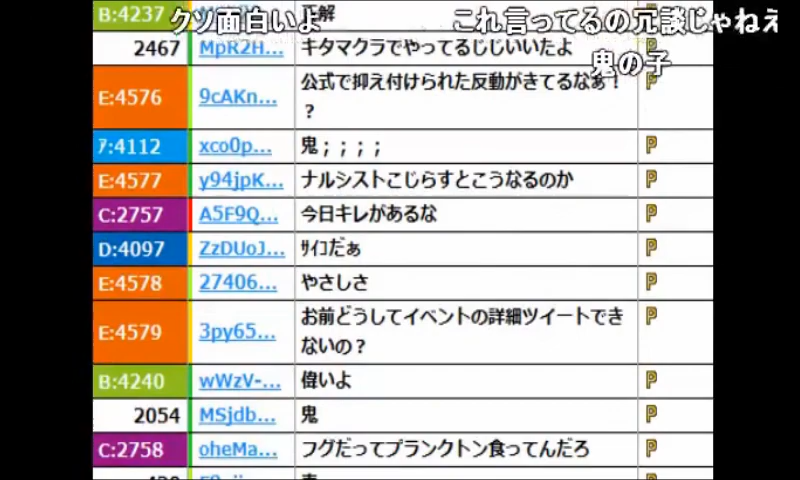 クソ面白いよ
これ言ってるの冗談じゃねえ
鬼の子
B:4237 正解
2467 MpR2H... キタマクラでやってるじじいいたよ P
E:4576 9cAKn... 公式で抑え付けられた反動がきてるなぁ! P
?
7:4112 xco0p... 鬼;;;; P
E:4577 y94jpK... ナルシストこじらすとこうなるのか P
C:2757 A5F9Q... 今日キレがあるな P
D:4097 ZzDUoJ... サイコだぁ P
E:4578 27406... やさしさ P
E:4579 3py65... お前どうしてイベントの詳細ツイートでき P
ないの?
B:4240 wWzV-... 偉いよ P
2054 MSjdb... 鬼 P
C:2758 oheMa... フグだってプランクトン食ってんだろ P